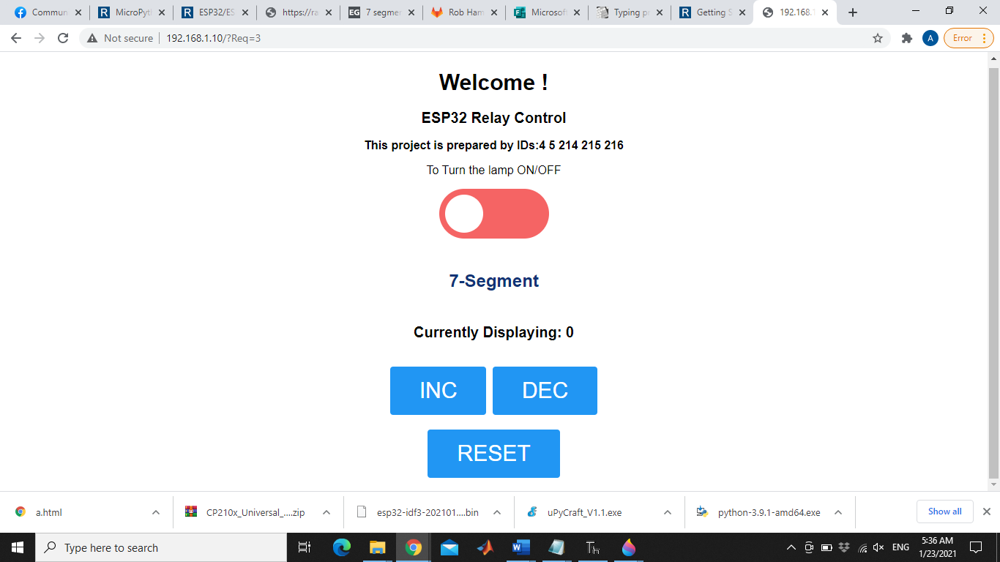 Commun
MicroPyt
ESP32/ES
https://ra
EG 7 segmen
Rob Ham
Microsoft
Typing p
Getting S
192.168.1
Not secure 192.168.1.10/?Req=3
A
Error
Welcome !
ESP32 Relay Control
This project is prepared by IDs:4 5 214 215 216
To Turn the lamp ON/OFF
7-Segment
Currently Displaying: 0
INC DEC
RESET
a.html
CP210x_Universal_....zip
esp32-idf3-202101....bin
uPyCraft_V1.1.exe
python-3.9.1-amd64.exe
Show all
Type here to search
ENG
5:36 AM
1/23/2021